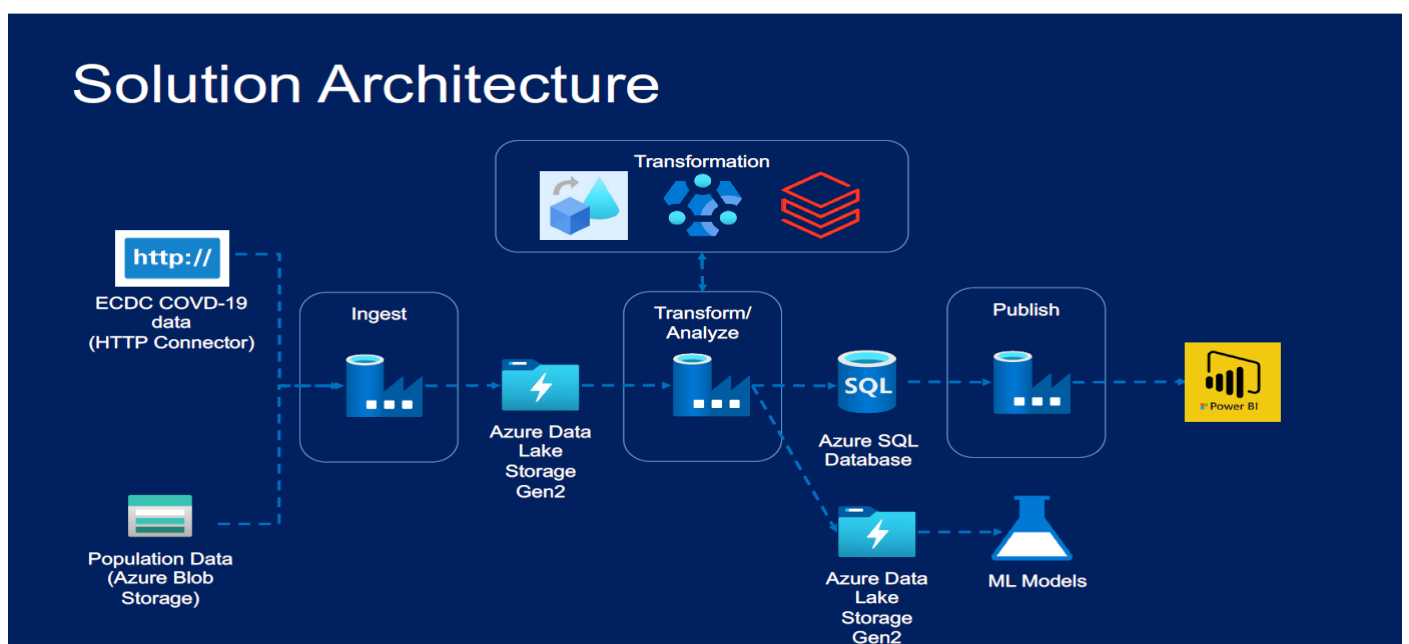 Solution Architecture
Transformation
http://
ECDC COVD-19
data
(HTTP Connector)
Ingest
Transform/
Analyze
Publish
SQL
Power BI
Azure Data
Lake
Storage
Gen2
Azure SQL
Database
Population Data
(Azure Blob
Storage)
Azure Data
Lake
Storage
Gen2
ML Models